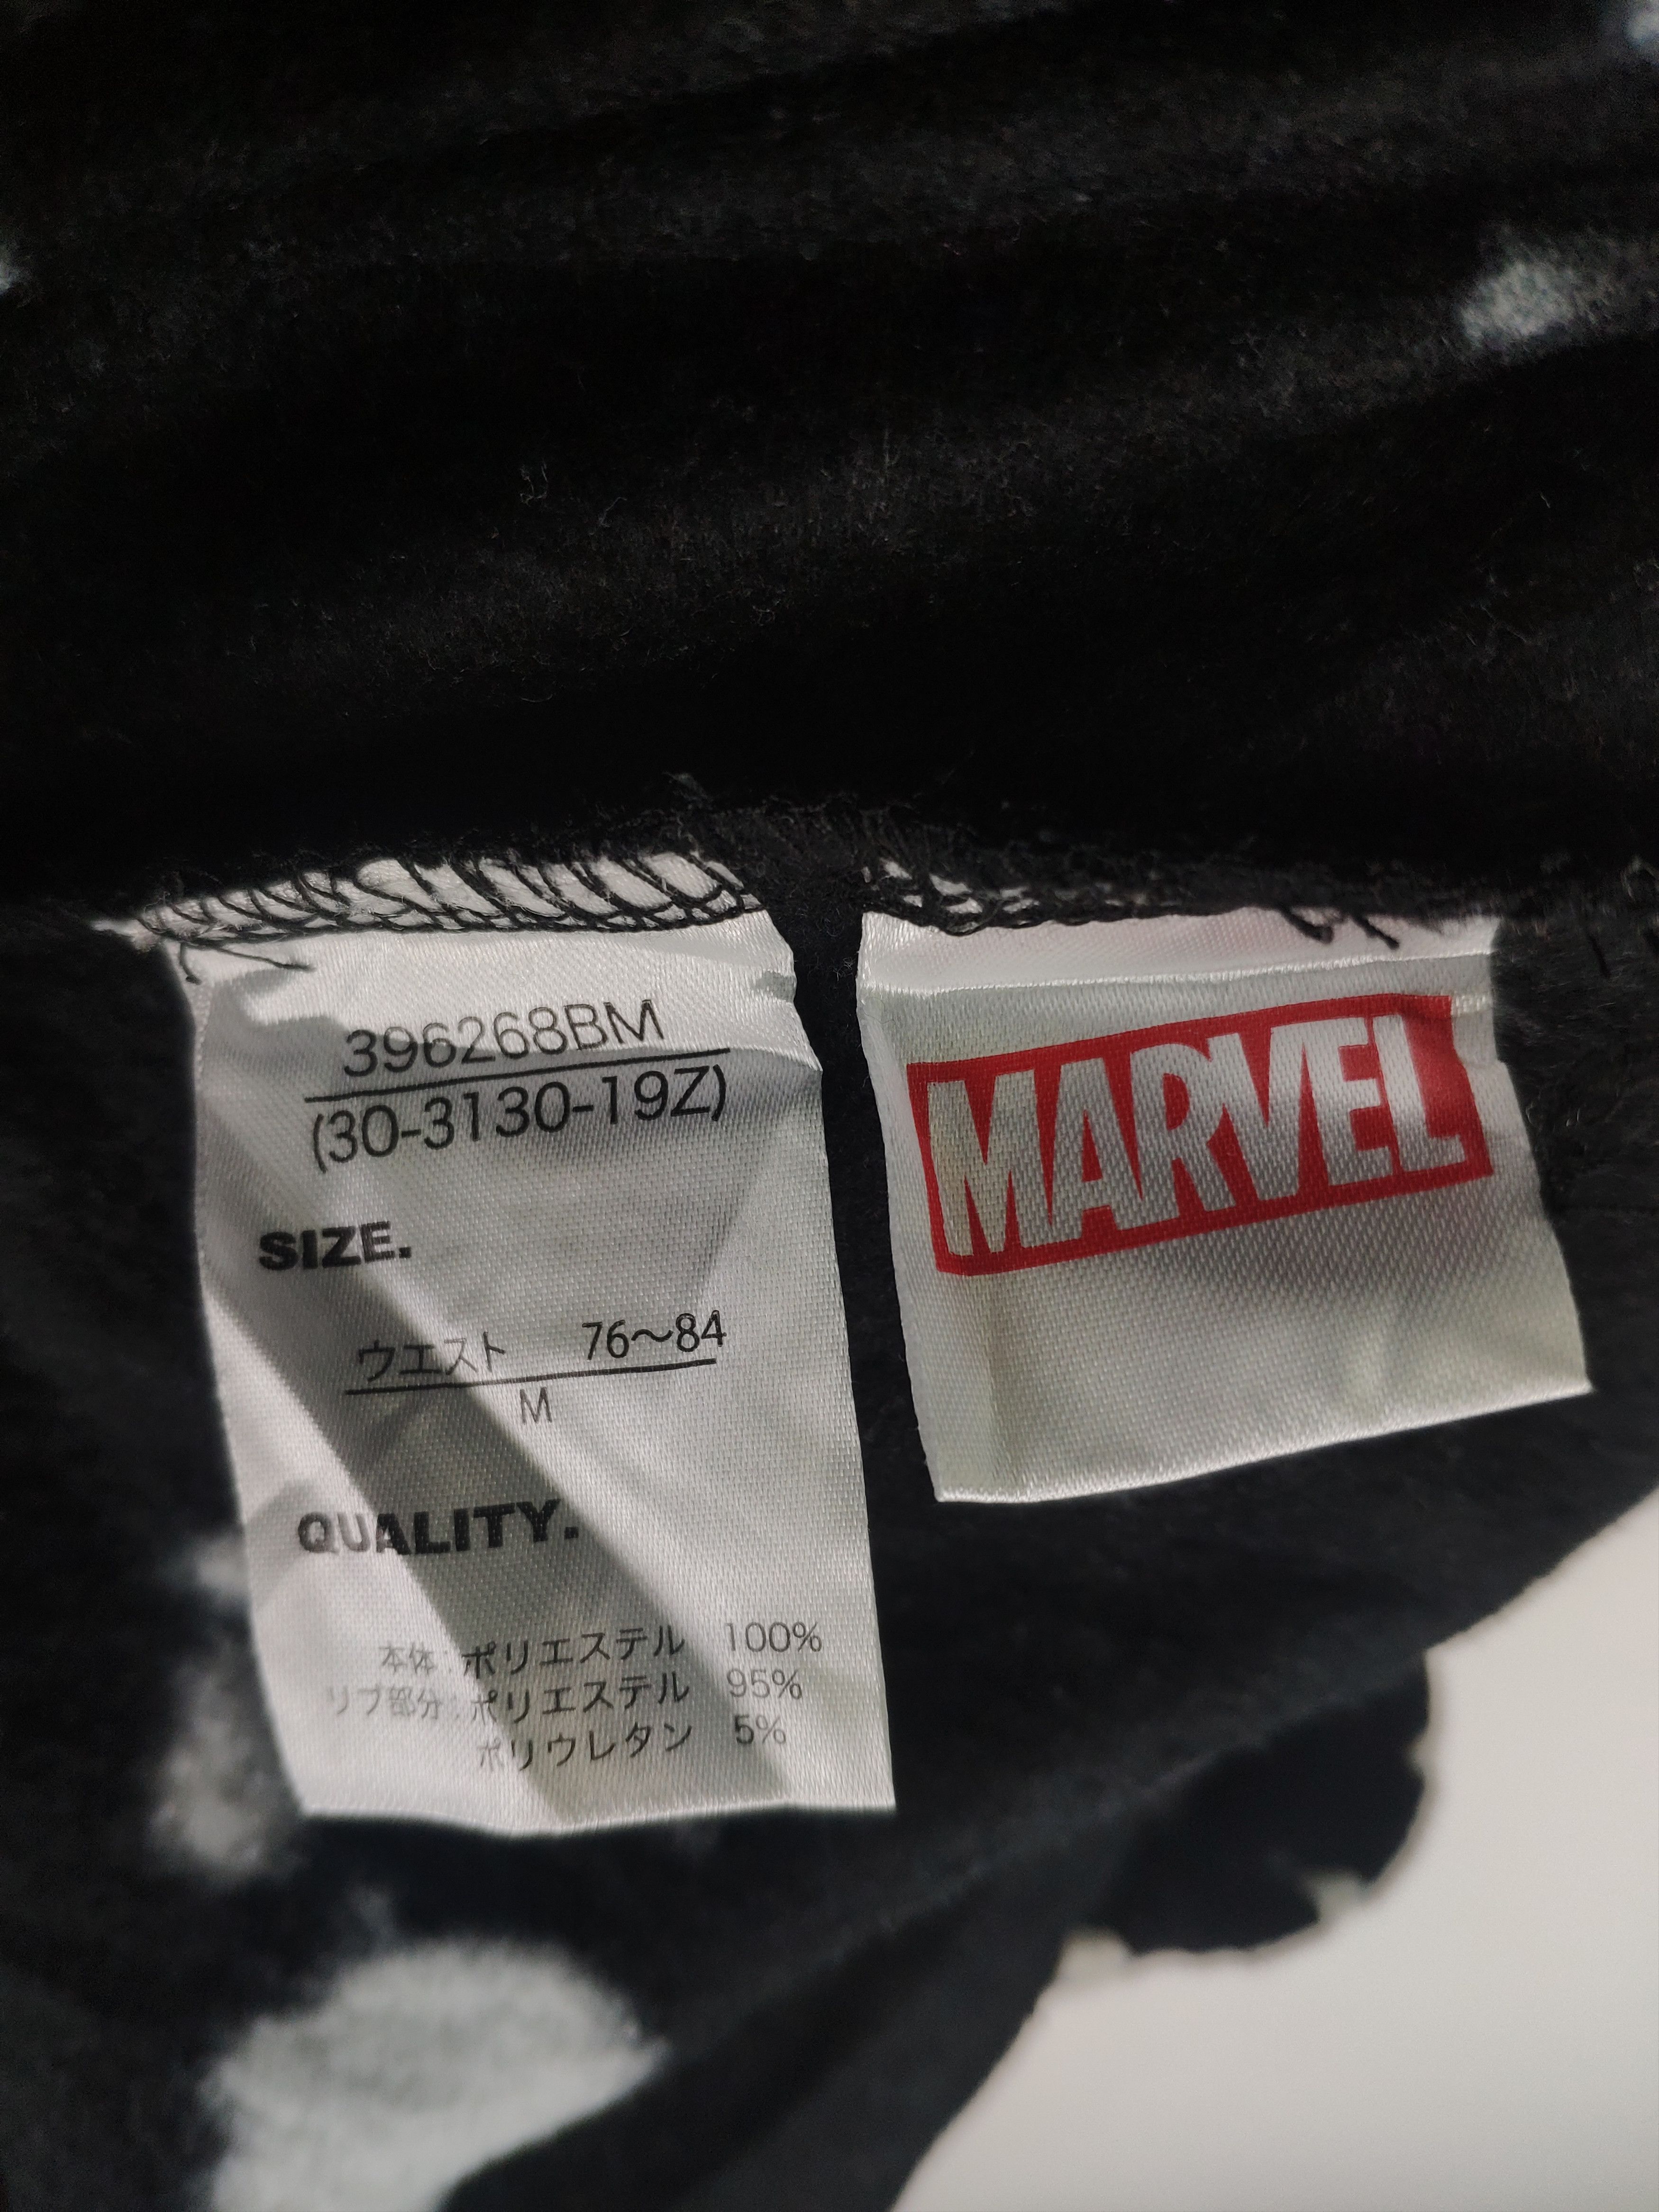 396268BM
(30-3130-19Z)
SIZE.
ウエスト 76～84
M
QUALITY.
本体:ポリエステル 100%
リブ部分:ポリエステル 95%
ポリウレタン 5%
MARVEL